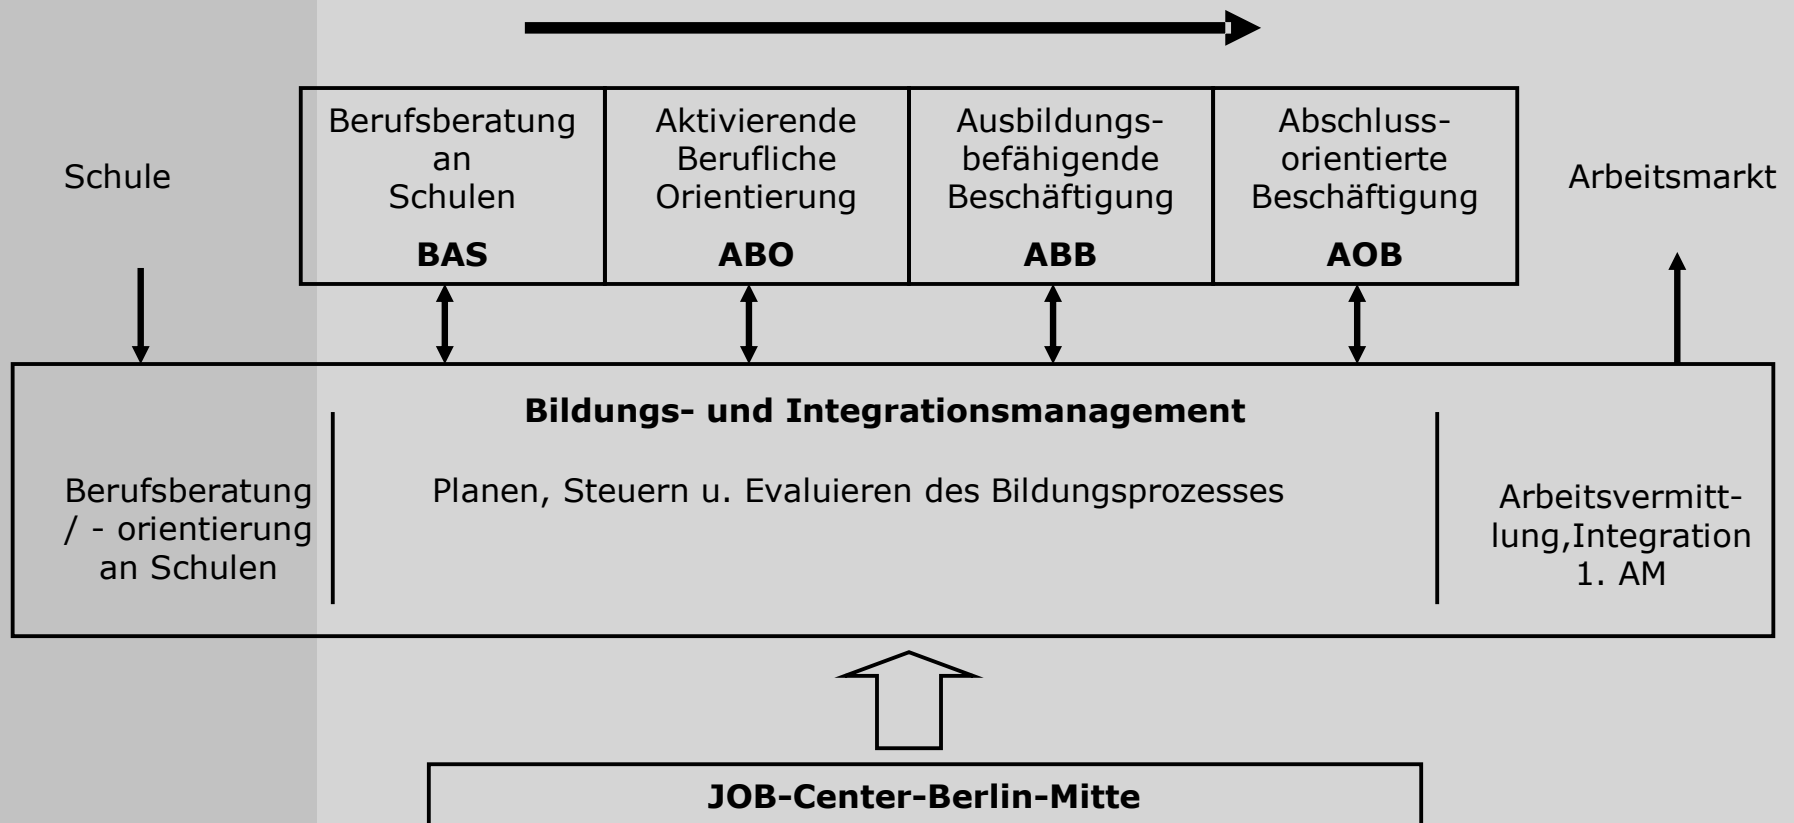 Schule
Berufsberatung
an
Schulen
BAS
Aktivierende
Berufliche
Orientierung
ABO
Ausbildungs-
befähigende
Beschäftigung
ABB
Abschluss-
orientierte
Beschäftigung
AOB
Arbeitsmarkt
Bildungs- und Integrationsmanagement
Berufsberatung
/ - orientierung
an Schulen
Planen, Steuern u. Evaluieren des Bildungsprozesses
Arbeitsvermitt-
lung,Integration
1. AM
JOB-Center-Berlin-Mitte